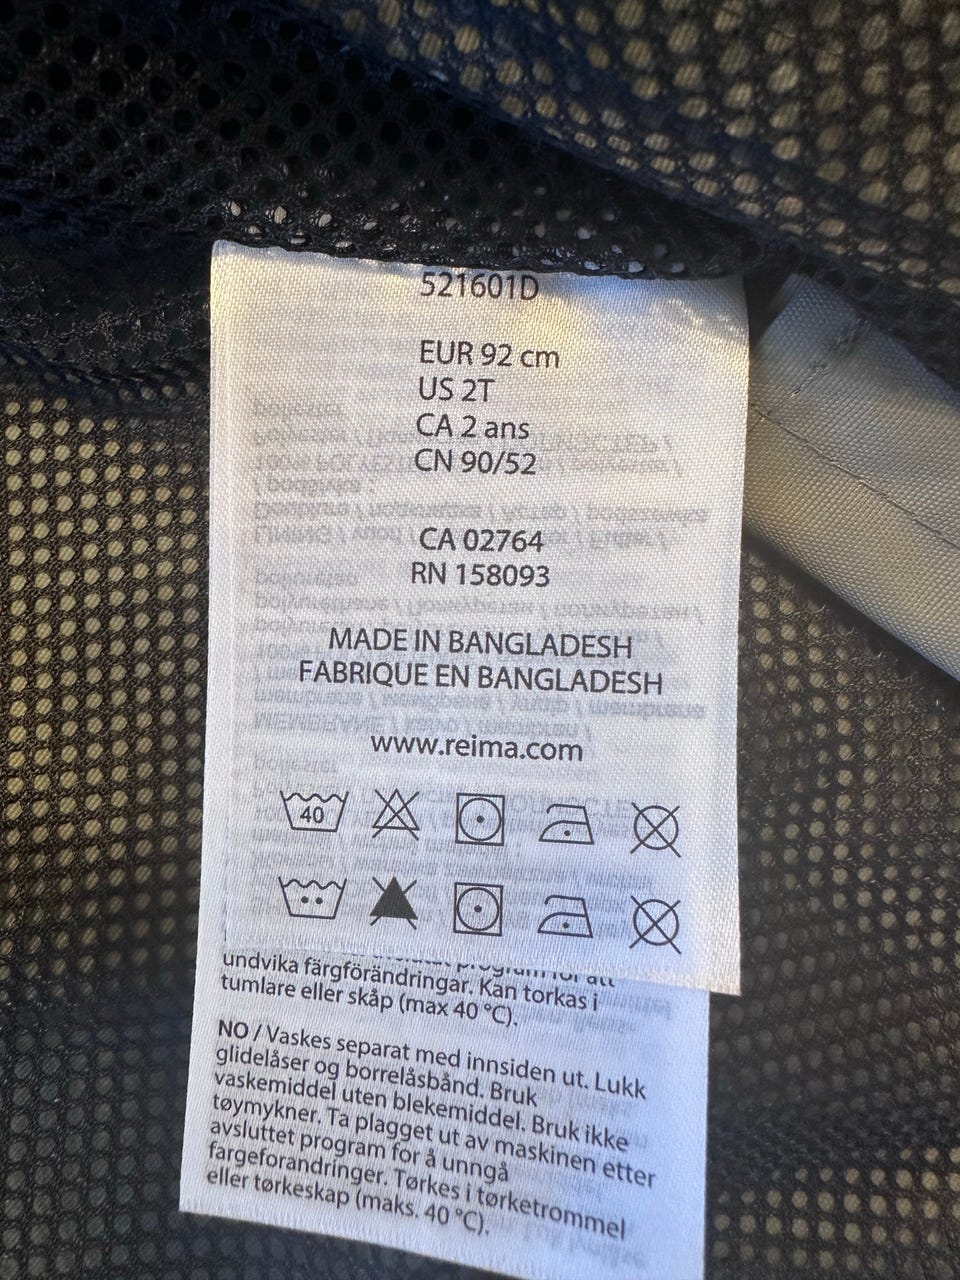 521601D
EUR 92 cm
US 2T
CA 2 ans
CN 90/52
CA 02764
RN 158093
MADE IN BANGLADESH
FABRIQUE EN BANGLADESH
www.reima.com
40
undvika färgförändringar. Kan torkas i
tumlare eller skåp (max 40 °C).
NO / Vaskes separat med innsiden ut. Lukk
glidelåser og borrelåsbånd. Bruk
vaskemiddel uten blekemiddel. Bruk ikke
tøymykner. Ta plagget ut av maskinen etter
avsluttet program for å unngå
fargeforandringer. Tørkes i tørketrommel
eller tørkeskap (maks. 40 °C).